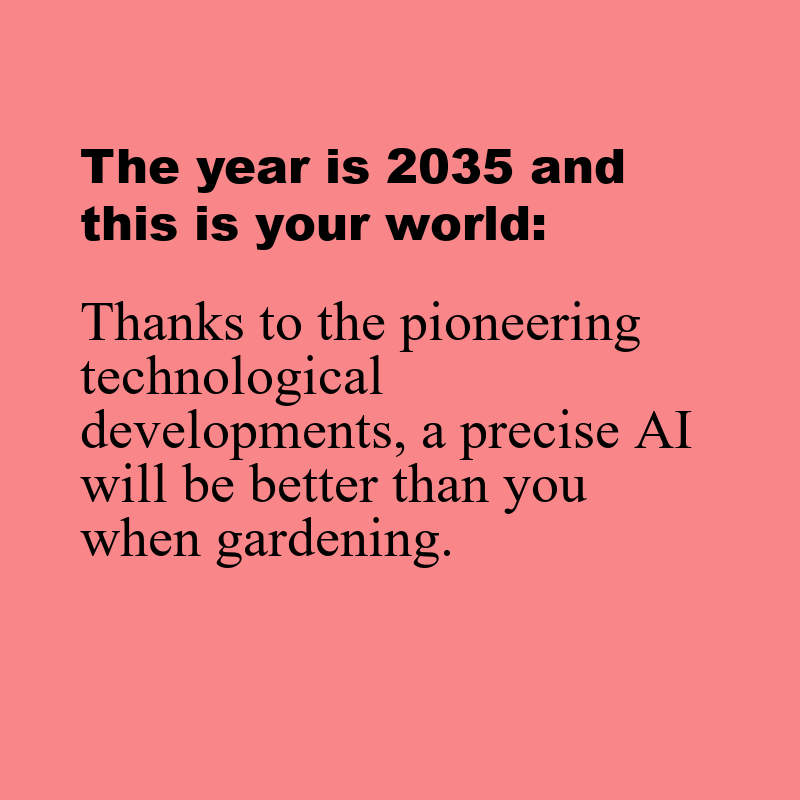 The year is 2035 and
this is your world:
Thanks to the pioneering
technological
developments, a precise AI
will be better than you
when gardening.